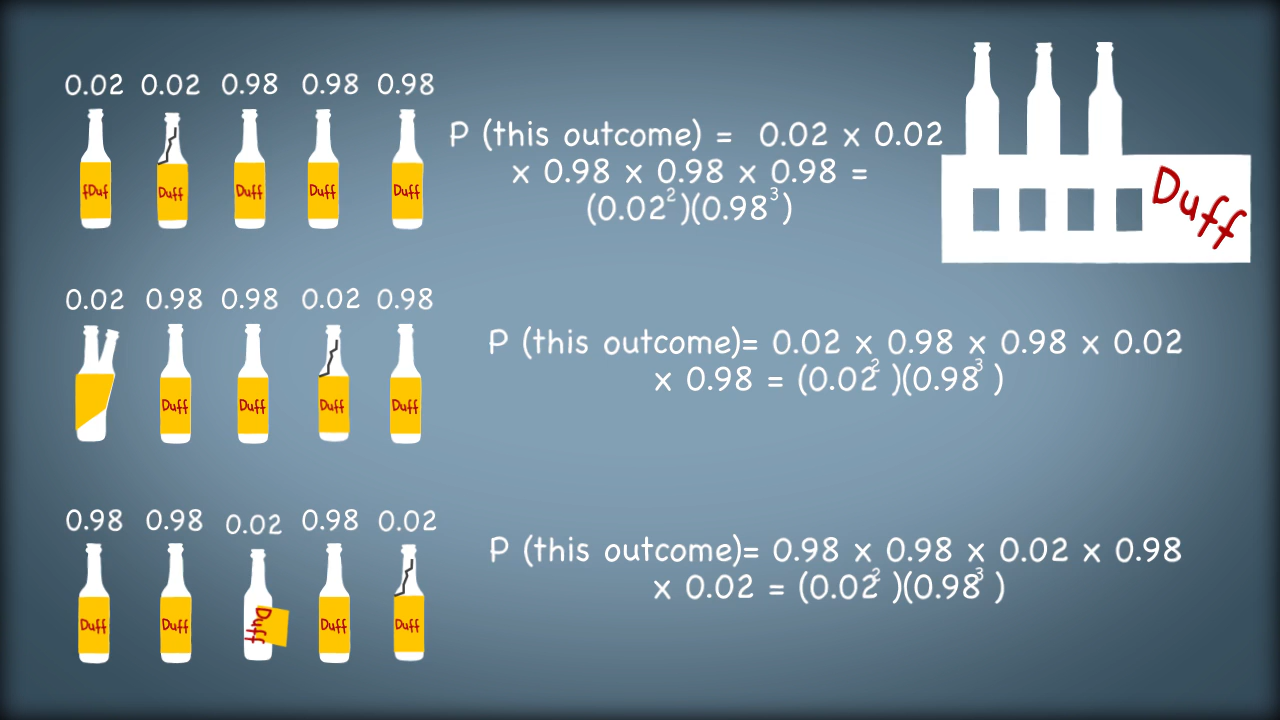 0.02 0.02 0.98 0.98 0.98
fDuf Duff Duff Duff Duff
P (this outcome) = 0.02 x 0.02
x 0.98 x 0.98 x 0.98 =
(0.02²)(0.98³)
Duff
0.02 0.98 0.98 0.02 0.98
Duff Duff Duff Duff
P (this outcome)= 0.02 x 0.98 x 0.98 x 0.02
x 0.98 = (0.02² )(0.98³ )
0.98 0.98 0.02 0.98 0.02
Duff Duff Duff Duff Duff
P (this outcome)= 0.98 x 0.98 x 0.02 x 0.98
x 0.02 = (0.02² )(0.98³ )